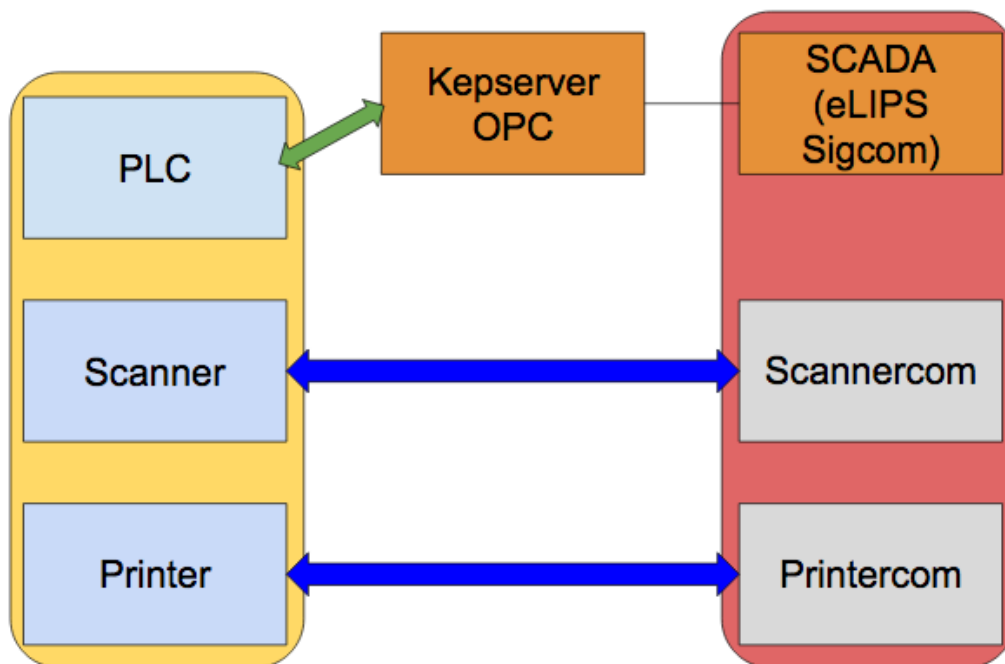 PLC
Kepserver
OPC
SCADA
(eLIPS
Sigcom)
Scanner
Scannercom
Printer
Printercom